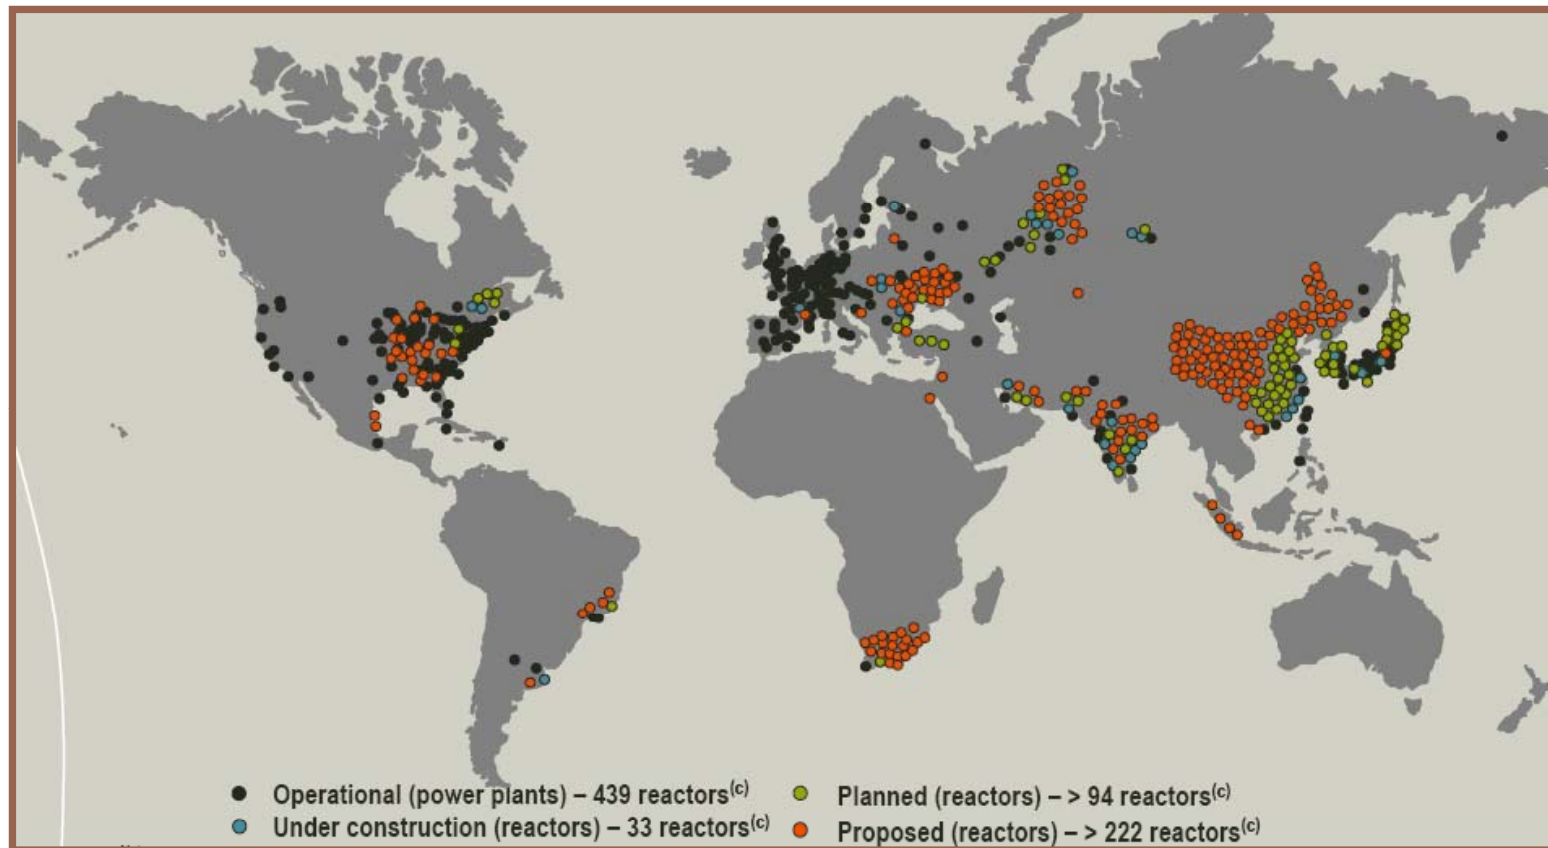 Operational (power plants) – 439 reactors(c)
Under construction (reactors) – 33 reactors(c)
Planned (reactors) – > 94 reactors(c)
Proposed (reactors) – > 222 reactors(c)